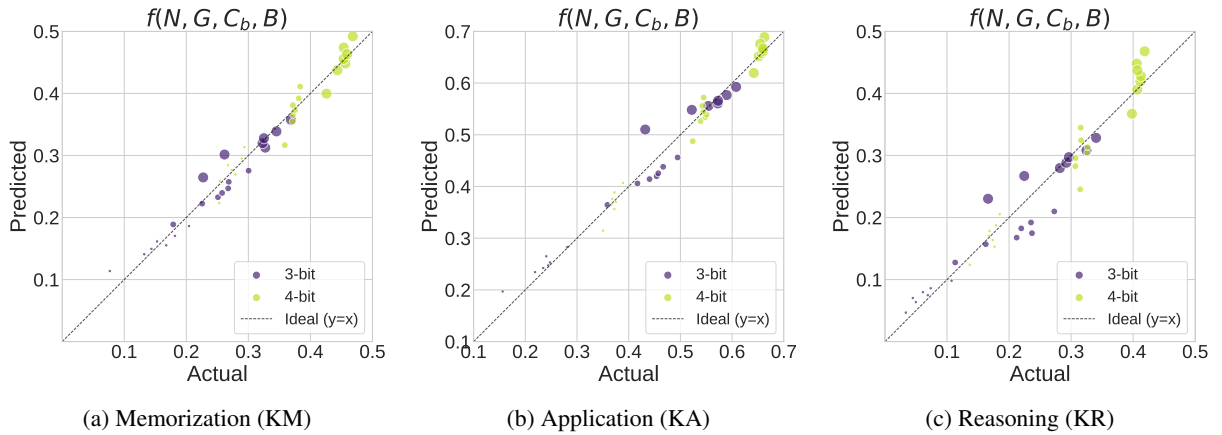 f(N, G, C_b, B)
Predicted
0.5
0.4
0.3
0.2
0.1
0.1 0.2 0.3 0.4 0.5
Actual
3-bit
4-bit
Ideal (y=x)
(a) Memorization (KM)
f(N, G, C_b, B)
Predicted
0.7
0.6
0.5
0.4
0.3
0.2
0.1
0.1 0.2 0.3 0.4 0.5 0.6 0.7
Actual
3-bit
4-bit
Ideal (y=x)
(b) Application (KA)
f(N, G, C_b, B)
Predicted
0.5
0.4
0.3
0.2
0.1
0.1 0.2 0.3 0.4 0.5
Actual
3-bit
4-bit
Ideal (y=x)
(c) Reasoning (KR)